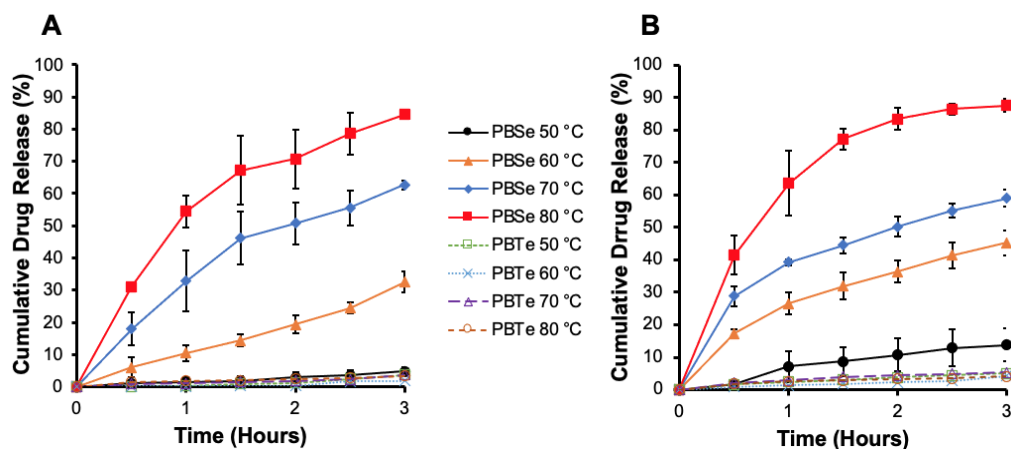 A
Cumulative Drug Release (%)
100
90
80
70
60
50
40
30
20
10
0
0
1
2
3
Time (Hours)
PBSe 50 °C
PBSe 60 °C
PBSe 70 °C
PBSe 80 °C
PBTe 50 °C
PBTe 60 °C
PBTe 70 °C
PBTe 80 °C
B
Cumulative Drrug Release (%)
100
90
80
70
60
50
40
30
20
10
0
0
1
2
3
Time (Hours)